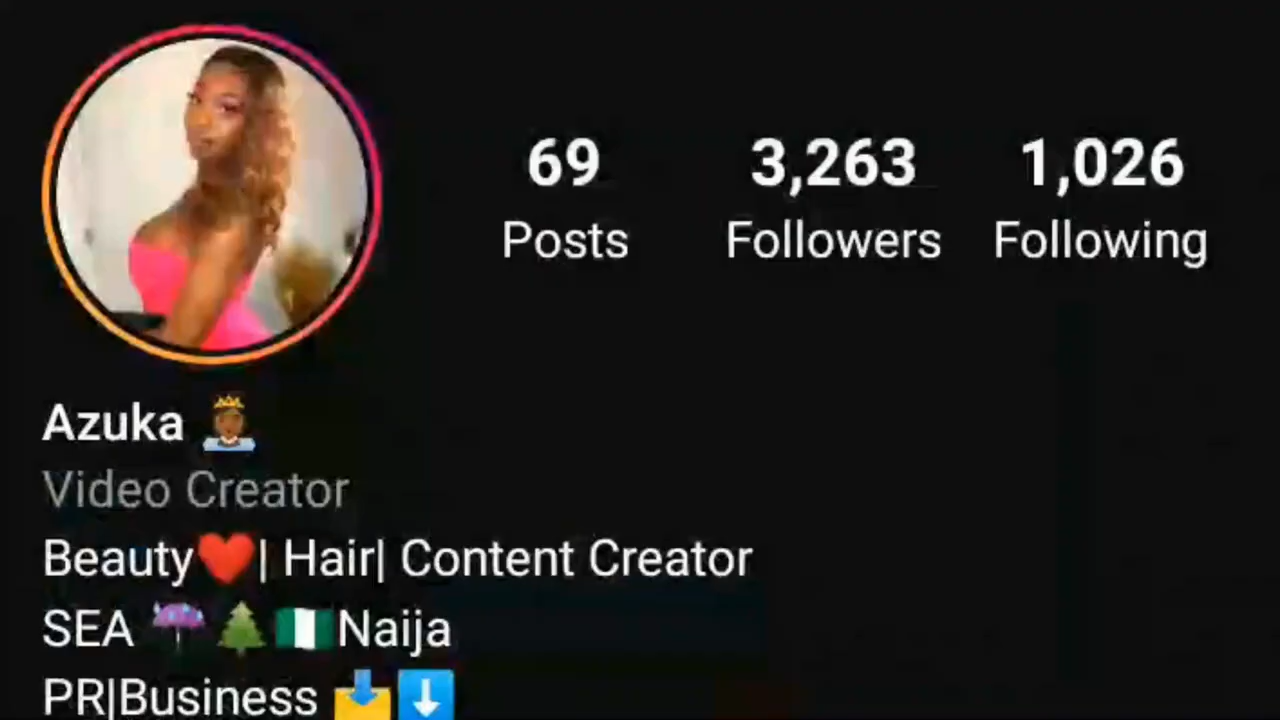 69 3,263 1,026
Posts Followers Following
Azuka 👸🏾
Video Creator
Beauty❤️| Hair| Content Creator
SEA ☔🌲🇳🇬Naija
PR|Business 📩⬇️